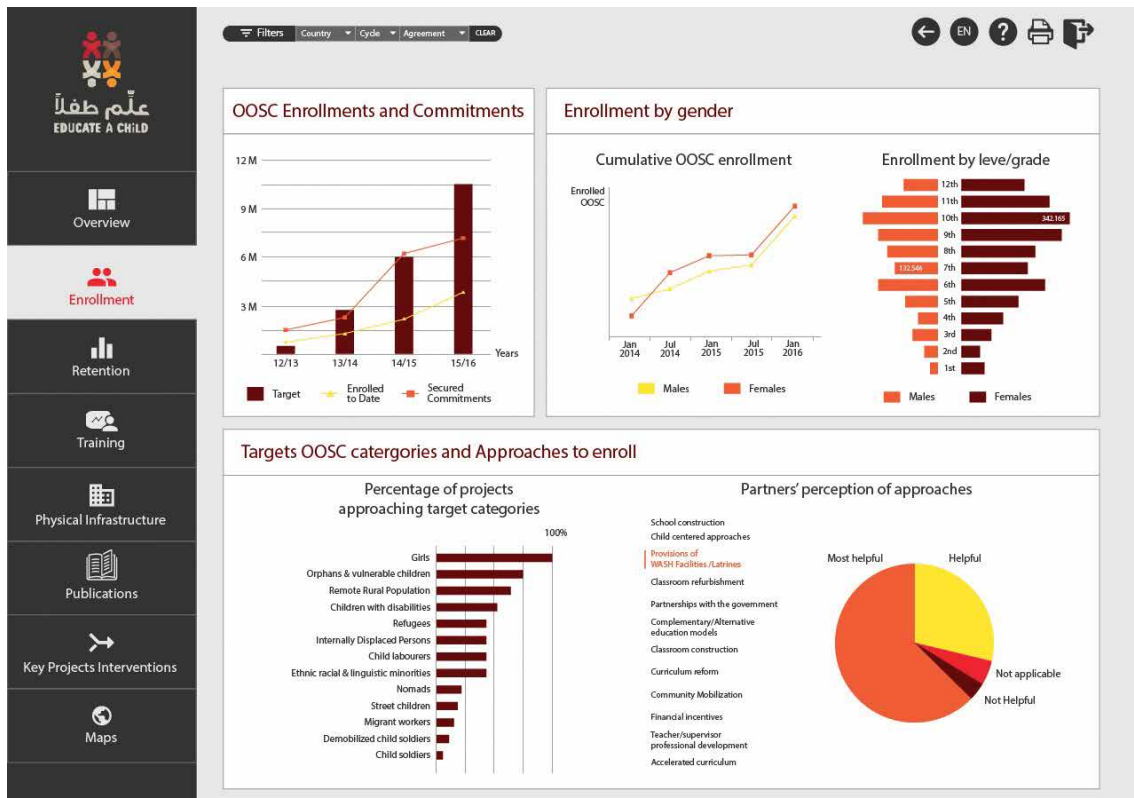 علّم طفلاً
EDUCATE A CHiLD
Overview
Enrollment
Retention
Training
Physical Infrastructure
Publications
Key Projects Interventions
Maps
Filters Country Cycle Agreement CLEAR
EN ?
OOSC Enrollments and Commitments
12 M
9 M
6 M
3 M
12/13 13/14 14/15 15/16 Years
Target
Enrolled
to Date
Secured
Commitments
Enrollment by gender
Cumulative OOSC enrollment
Enrolled
OOSC
Jan
2014
Jul
2014
Jan
2015
Jul
2015
Jan
2016
Males Females
Enrollment by leve/grade
12th
11th
10th 342.165
9th
8th
132.546 7th
6th
5th
4th
3rd
2nd
1st
Males Females
Targets OOSC catergories and Approaches to enroll
Percentage of projects
approaching target categories
100%
Girls
Orphans & vulnerable children
Remote Rural Population
Children with disabilities
Refugees
Internally Displaced Persons
Child labourers
Ethnic racial & linguistic minorities
Nomads
Street children
Migrant workers
Demobilized child soldiers
Child soldiers
Partners’ perception of approaches
School construction
Child centered approaches
Provisions of
WASH Facilities /Latrines
Classroom refurbishment
Partnerships with the government
Complementary/Alternative
education models
Classroom construction
Curriculum reform
Community Mobilization
Financial incentives
Teacher/supervisor
professional development
Accelerated curriculum
Most helpful
Helpful
Not applicable
Not Helpful